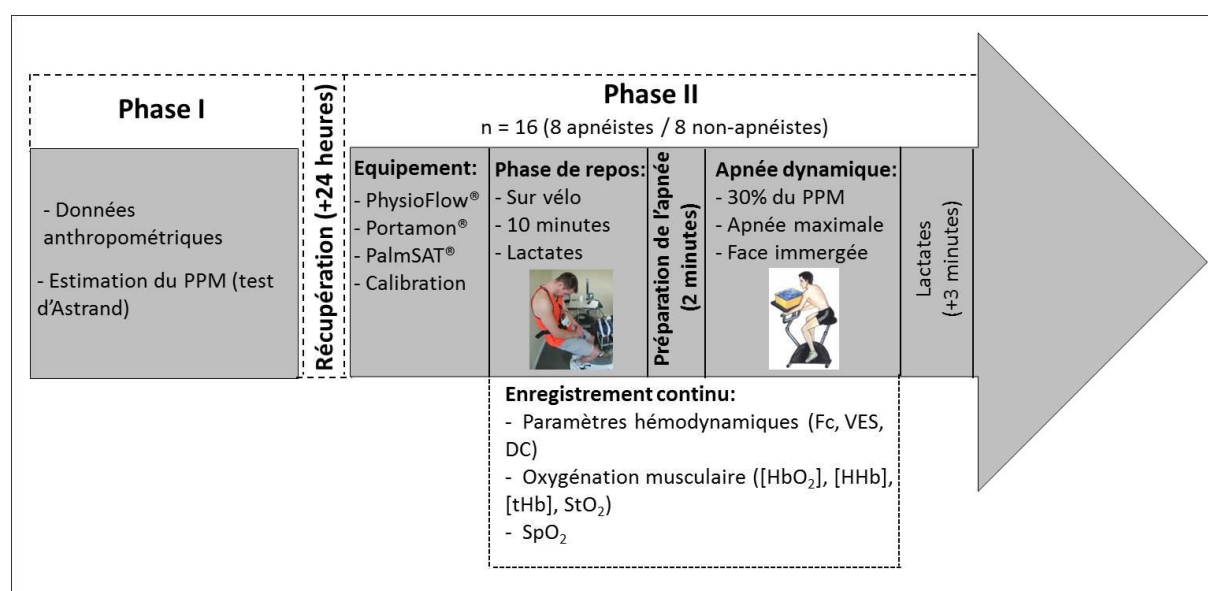 Phase I
- Données
anthropométriques
- Estimation du PPM (test
d’Astrand)
Récupération (+24 heures)
Phase II
n = 16 (8 apnéistes / 8 non-apnéistes)
Equipement:
- PhysioFlow®
- Portamon®
- PalmSAT®
- Calibration
Phase de repos:
- Sur vélo
- 10 minutes
- Lactates
Préparation de l’apnée
(2 minutes)
Apnée dynamique:
- 30% du PPM
- Apnée maximale
- Face immergée
Lactates
(+3 minutes)
Enregistrement continu:
- Paramètres hémodynamiques (Fc, VES,
DC)
- Oxygénation musculaire ([HbO₂], [HHb],
[tHb], StO₂)
- SpO₂